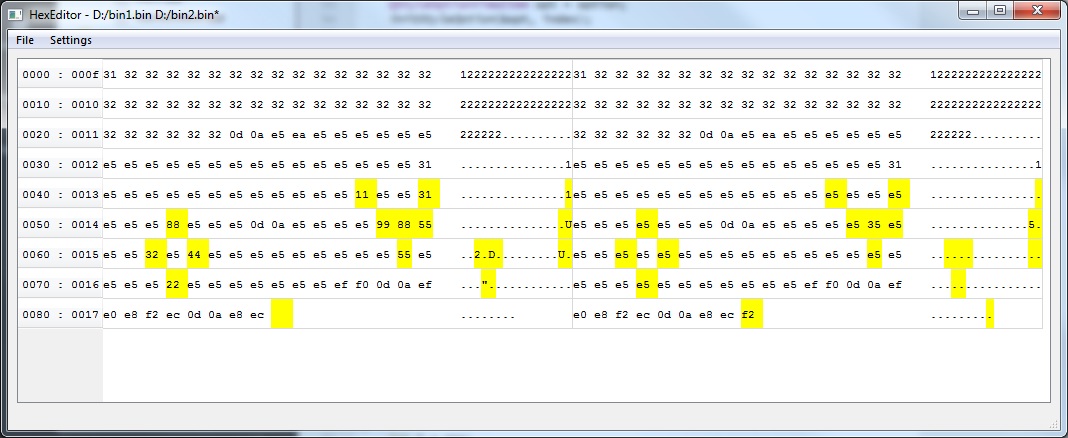 HexEditor - D:/bin1.bin D:/bin2.bin*
File Settings
0000 : 000f 31 32 32 32 32 32 32 32 32 32 32 32 32 32 32 32 1222222222222222 31 32 32 32 32 32 32 32 32 32 32 32 32 32 32 32 1222222222222222
0010 : 0010 32 32 32 32 32 32 32 32 32 32 32 32 32 32 32 32 2222222222222222 32 32 32 32 32 32 32 32 32 32 32 32 32 32 32 32 2222222222222222
0020 : 0011 32 32 32 32 32 32 0d 0a e5 ea e5 e5 e5 e5 e5 e5 222222.......... 32 32 32 32 32 32 0d 0a e5 ea e5 e5 e5 e5 e5 e5 222222..........
0030 : 0012 e5 e5 e5 e5 e5 e5 e5 e5 e5 e5 e5 e5 e5 e5 e5 31 ...............1 e5 e5 e5 e5 e5 e5 e5 e5 e5 e5 e5 e5 e5 e5 e5 31 ...............1
0040 : 0013 e5 e5 e5 e5 e5 e5 e5 e5 e5 e5 e5 e5 11 e5 e5 31 ...............1 e5 e5 e5 e5 e5 e5 e5 e5 e5 e5 e5 e5 e5 e5 e5 e5 ................
0050 : 0014 e5 e5 e5 88 e5 e5 e5 0d 0a e5 e5 e5 e5 99 88 55 ...............U e5 e5 e5 e5 e5 e5 e5 0d 0a e5 e5 e5 e5 e5 35 e5 ..............5.
0060 : 0015 e5 e5 32 e5 44 e5 e5 e5 e5 e5 e5 e5 e5 e5 55 e5 ..2.D.........U. e5 e5 e5 e5 e5 e5 e5 e5 e5 e5 e5 e5 e5 e5 e5 e5 ................
0070 : 0016 e5 e5 e5 22 e5 e5 e5 e5 e5 e5 e5 ef f0 0d 0a ef ..."............ e5 e5 e5 e5 e5 e5 e5 e5 e5 e5 e5 ef f0 0d 0a ef ................
0080 : 0017 e0 e8 f2 ec 0d 0a e8 ec ........ e0 e8 f2 ec 0d 0a e8 ec f2 .........